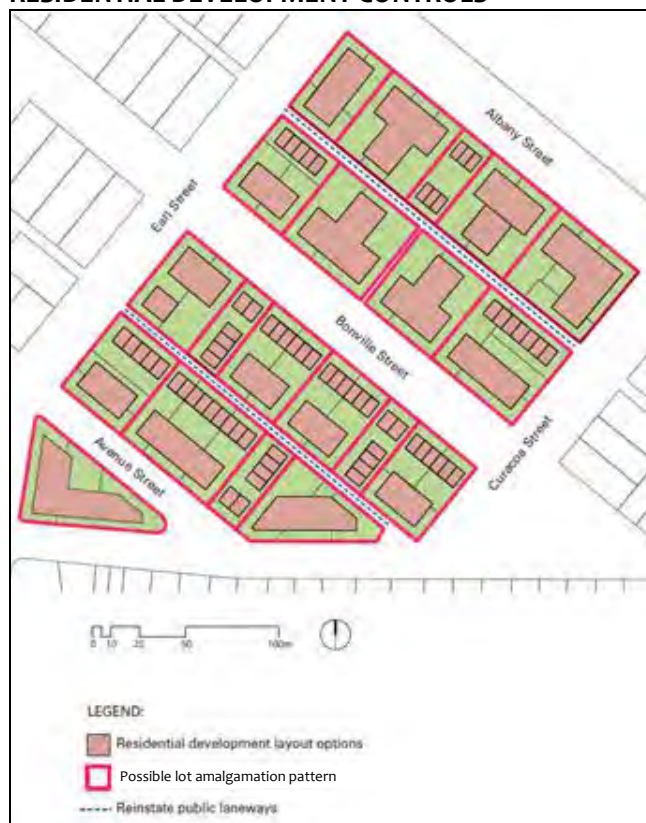 RESIDENTIAL DEVELOPMENT CONTROLS
Albany Street
Earl Street
Bonville Street
Curacoa Street
Avenue Street
0 10 25 50 100m
LEGEND:
Residential development layout options
Possible lot amalgamation pattern
Reinstate public laneways